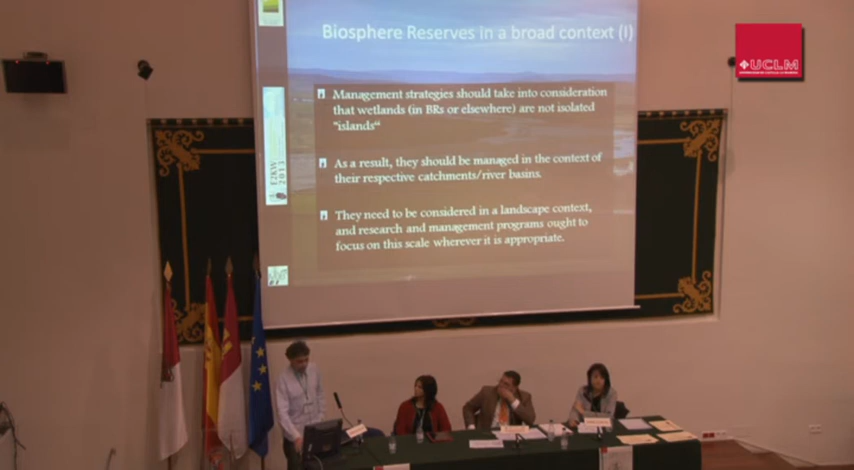 Biosphere Reserves in a broad context (I)
UCLM
Management strategies should take into consideration
that wetlands (in BRs or elsewhere) are not isolated
"islands"
As a result, they should be managed in the context of
their respective catchments/river basins.
They need to be considered in a landscape context,
and research and management programs ought to
focus on this scale wherever it is appropriate.
E2KW
2013